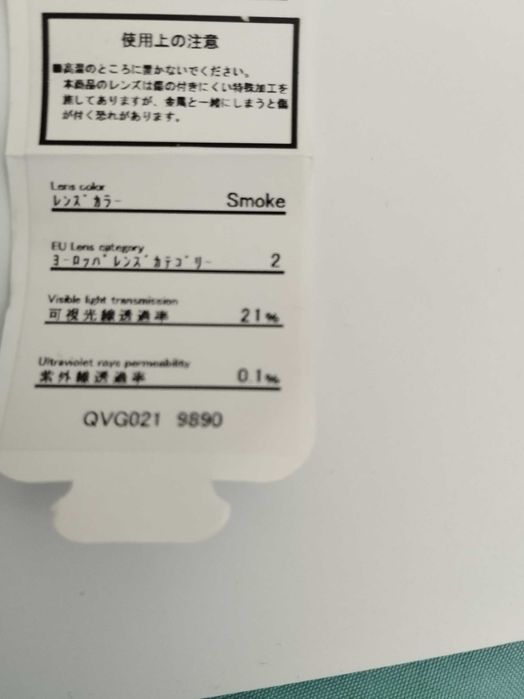 使用上の注意
■高温のところに置かないでください。
本商品のレンズは傷の付きにくい特殊加工を
施してありますが、金属と一緒にしまうと傷
が付く恐れがあります。
Lens color
ﾚﾝｽﾞｶﾗｰ Smoke
EU Lens category
ﾖｰﾛｯﾊﾟﾚﾝｽﾞｶﾃｺﾞﾘｰ 2
Visible light transmission
可視光線透過率 21%
Ultraviolet rays permeability
紫外線透過率 0.1%
QVG021 9890